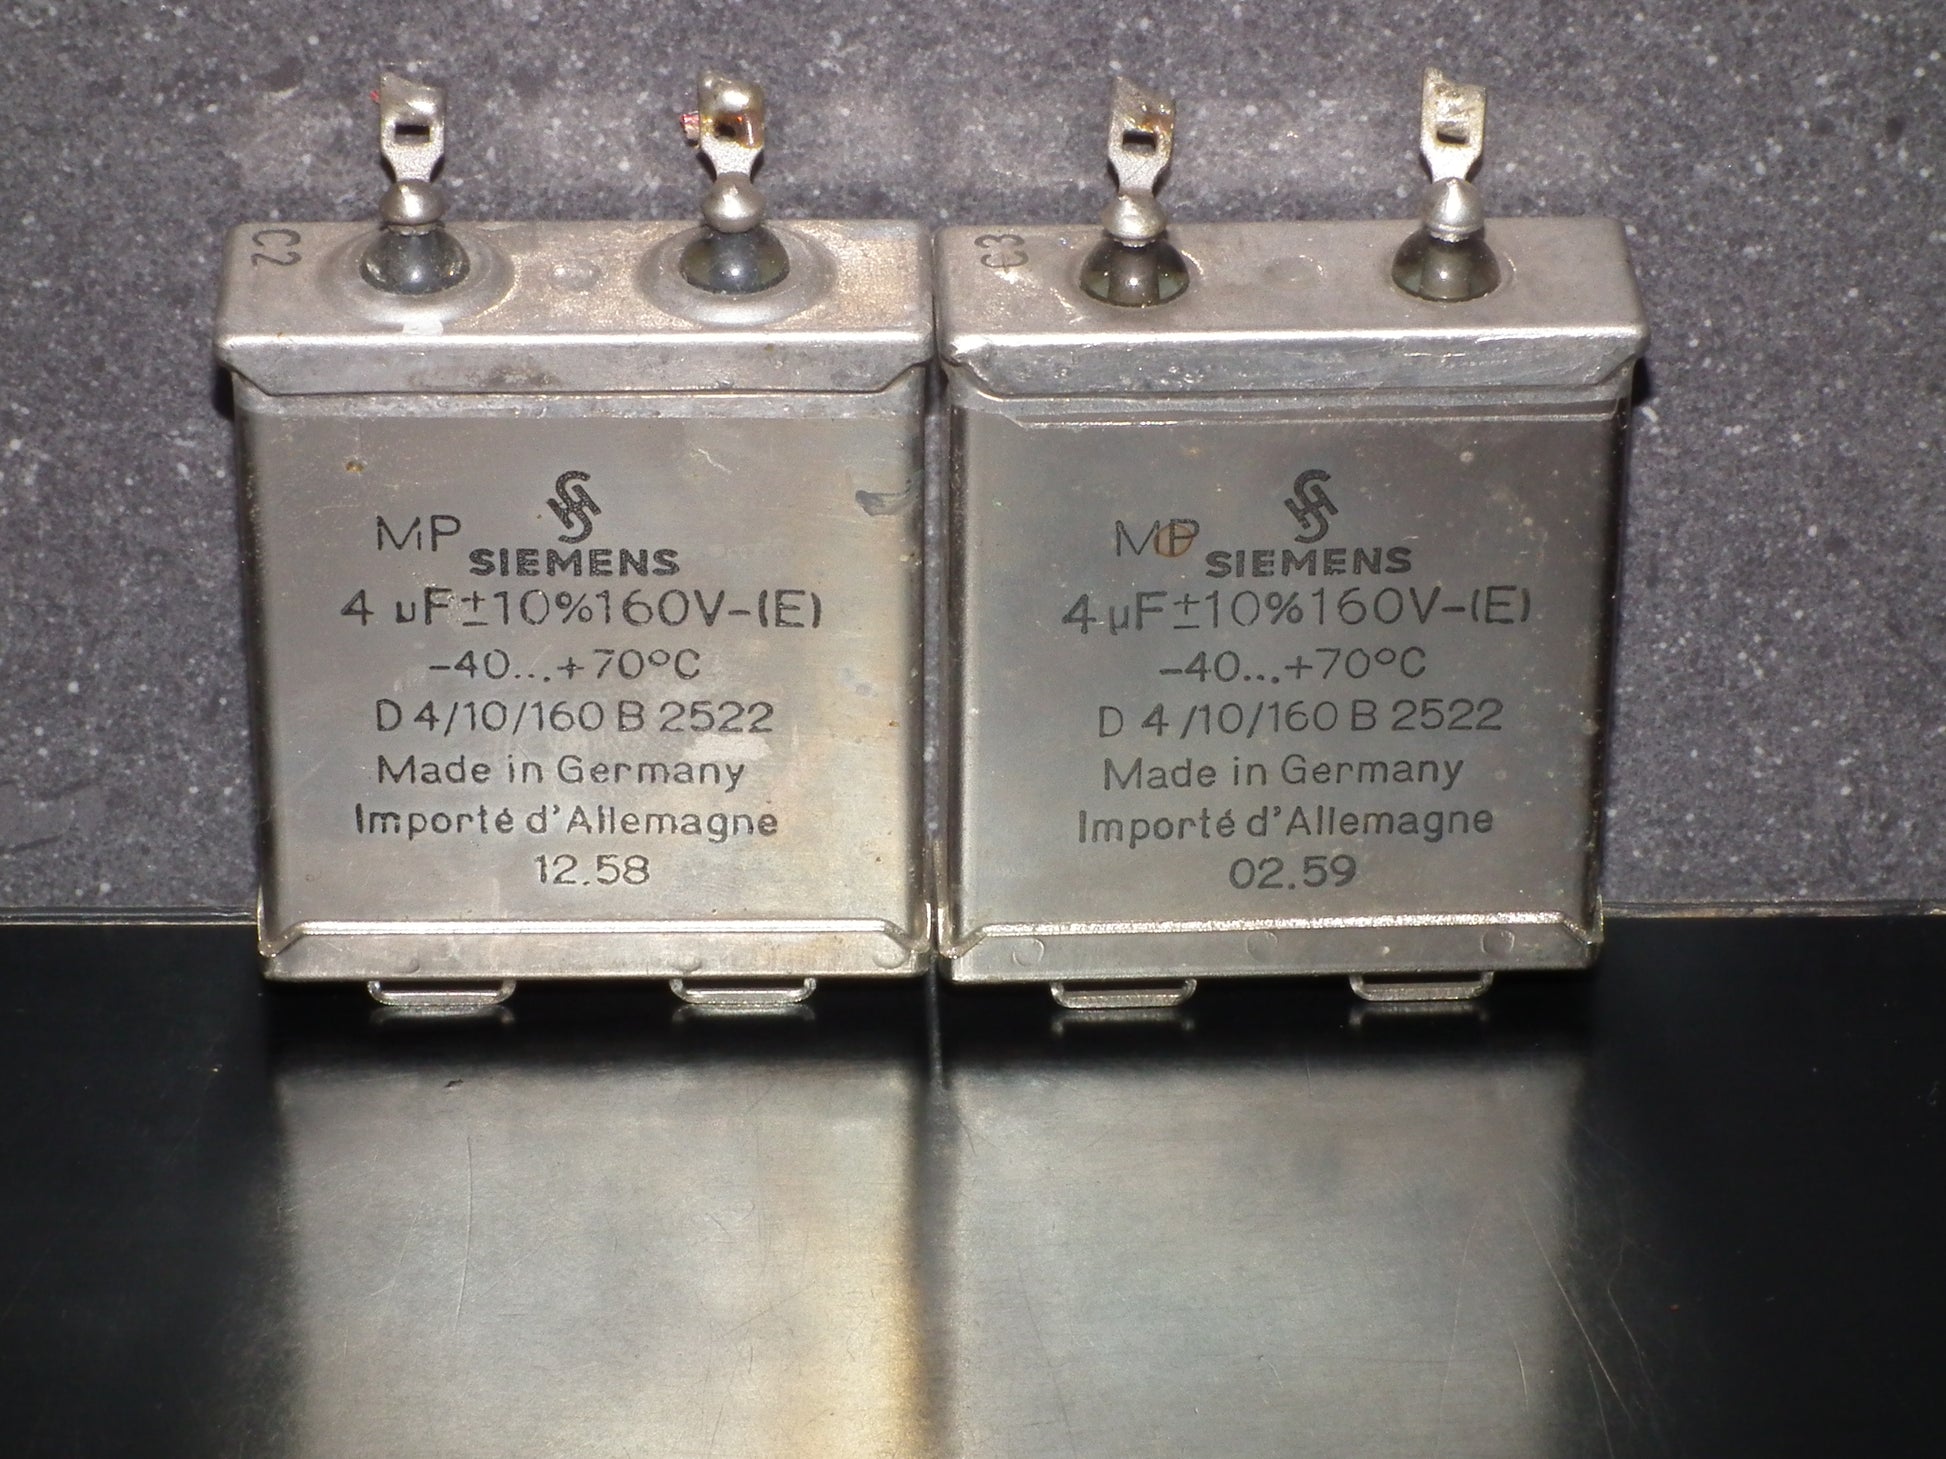 C2
MP
SIEMENS
4 µF±10%160V–(E)
–40...+70°C
D 4/10/160 B 2522
Made in Germany
Importé d'Allemagne
12.58
C3
MP
SIEMENS
4µF±10%160V–(E)
–40...+70°C
D 4/10/160 B 2522
Made in Germany
Importé d'Allemagne
02.59